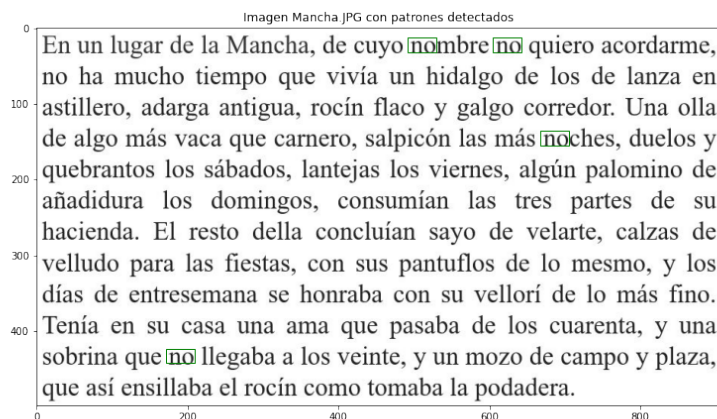 Imagen Mancha JPG con patrones detectados
0
En un lugar de la Mancha, de cuyo nombre no quiero acordarme,
no ha mucho tiempo que vivía un hidalgo de los de lanza en
100
astillero, adarga antigua, rocín flaco y galgo corredor. Una olla
de algo más vaca que carnero, salpicón las más noches, duelos y
quebrantos los sábados, lantejas los viernes, algún palomino de
200
añadidura los domingos, consumían las tres partes de su
hacienda. El resto della concluían sayo de velarte, calzas de
300
velludo para las fiestas, con sus pantuflos de lo mesmo, y los
días de entresemana se honraba con su vellorí de lo más fino.
400
Tenía en su casa una ama que pasaba de los cuarenta, y una
sobrina que no llegaba a los veinte, y un mozo de campo y plaza,
que así ensillaba el rocín como tomaba la podadera.
0 200 400 600 800